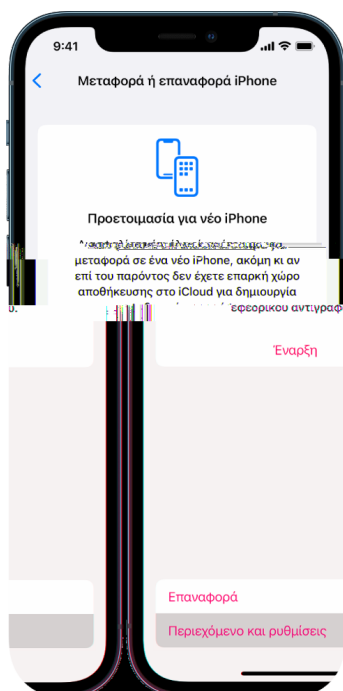 9:41
Μεταφορά ή επαναφορά iPhone
Προετοιμασία για νέο iPhone
μεταφορά σε ένα νέο iPhone, ακόμη κι αν
επί του παρόντος δεν έχετε επαρκή χώρο
αποθήκευσης στο iCloud για δημιουργία
Έναρξη
Επαναφορά
Περιεχόμενο και ρυθμίσεις